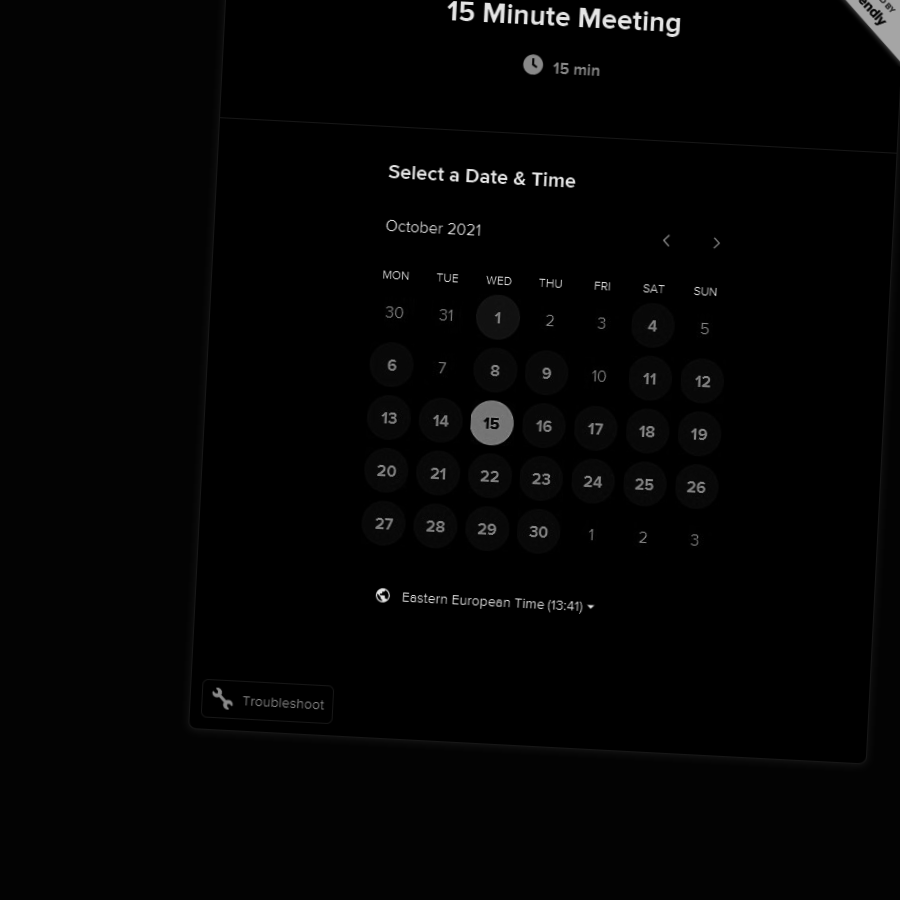 15 Minute Meeting
15 min
Select a Date & Time
October 2021
MON TUE WED THU FRI SAT SUN
30 31 1 2 3 4 5
6 7 8 9 10 11 12
13 14 15 16 17 18 19
20 21 22 23 24 25 26
27 28 29 30 1 2 3
Eastern European Time (13:41)
Troubleshoot